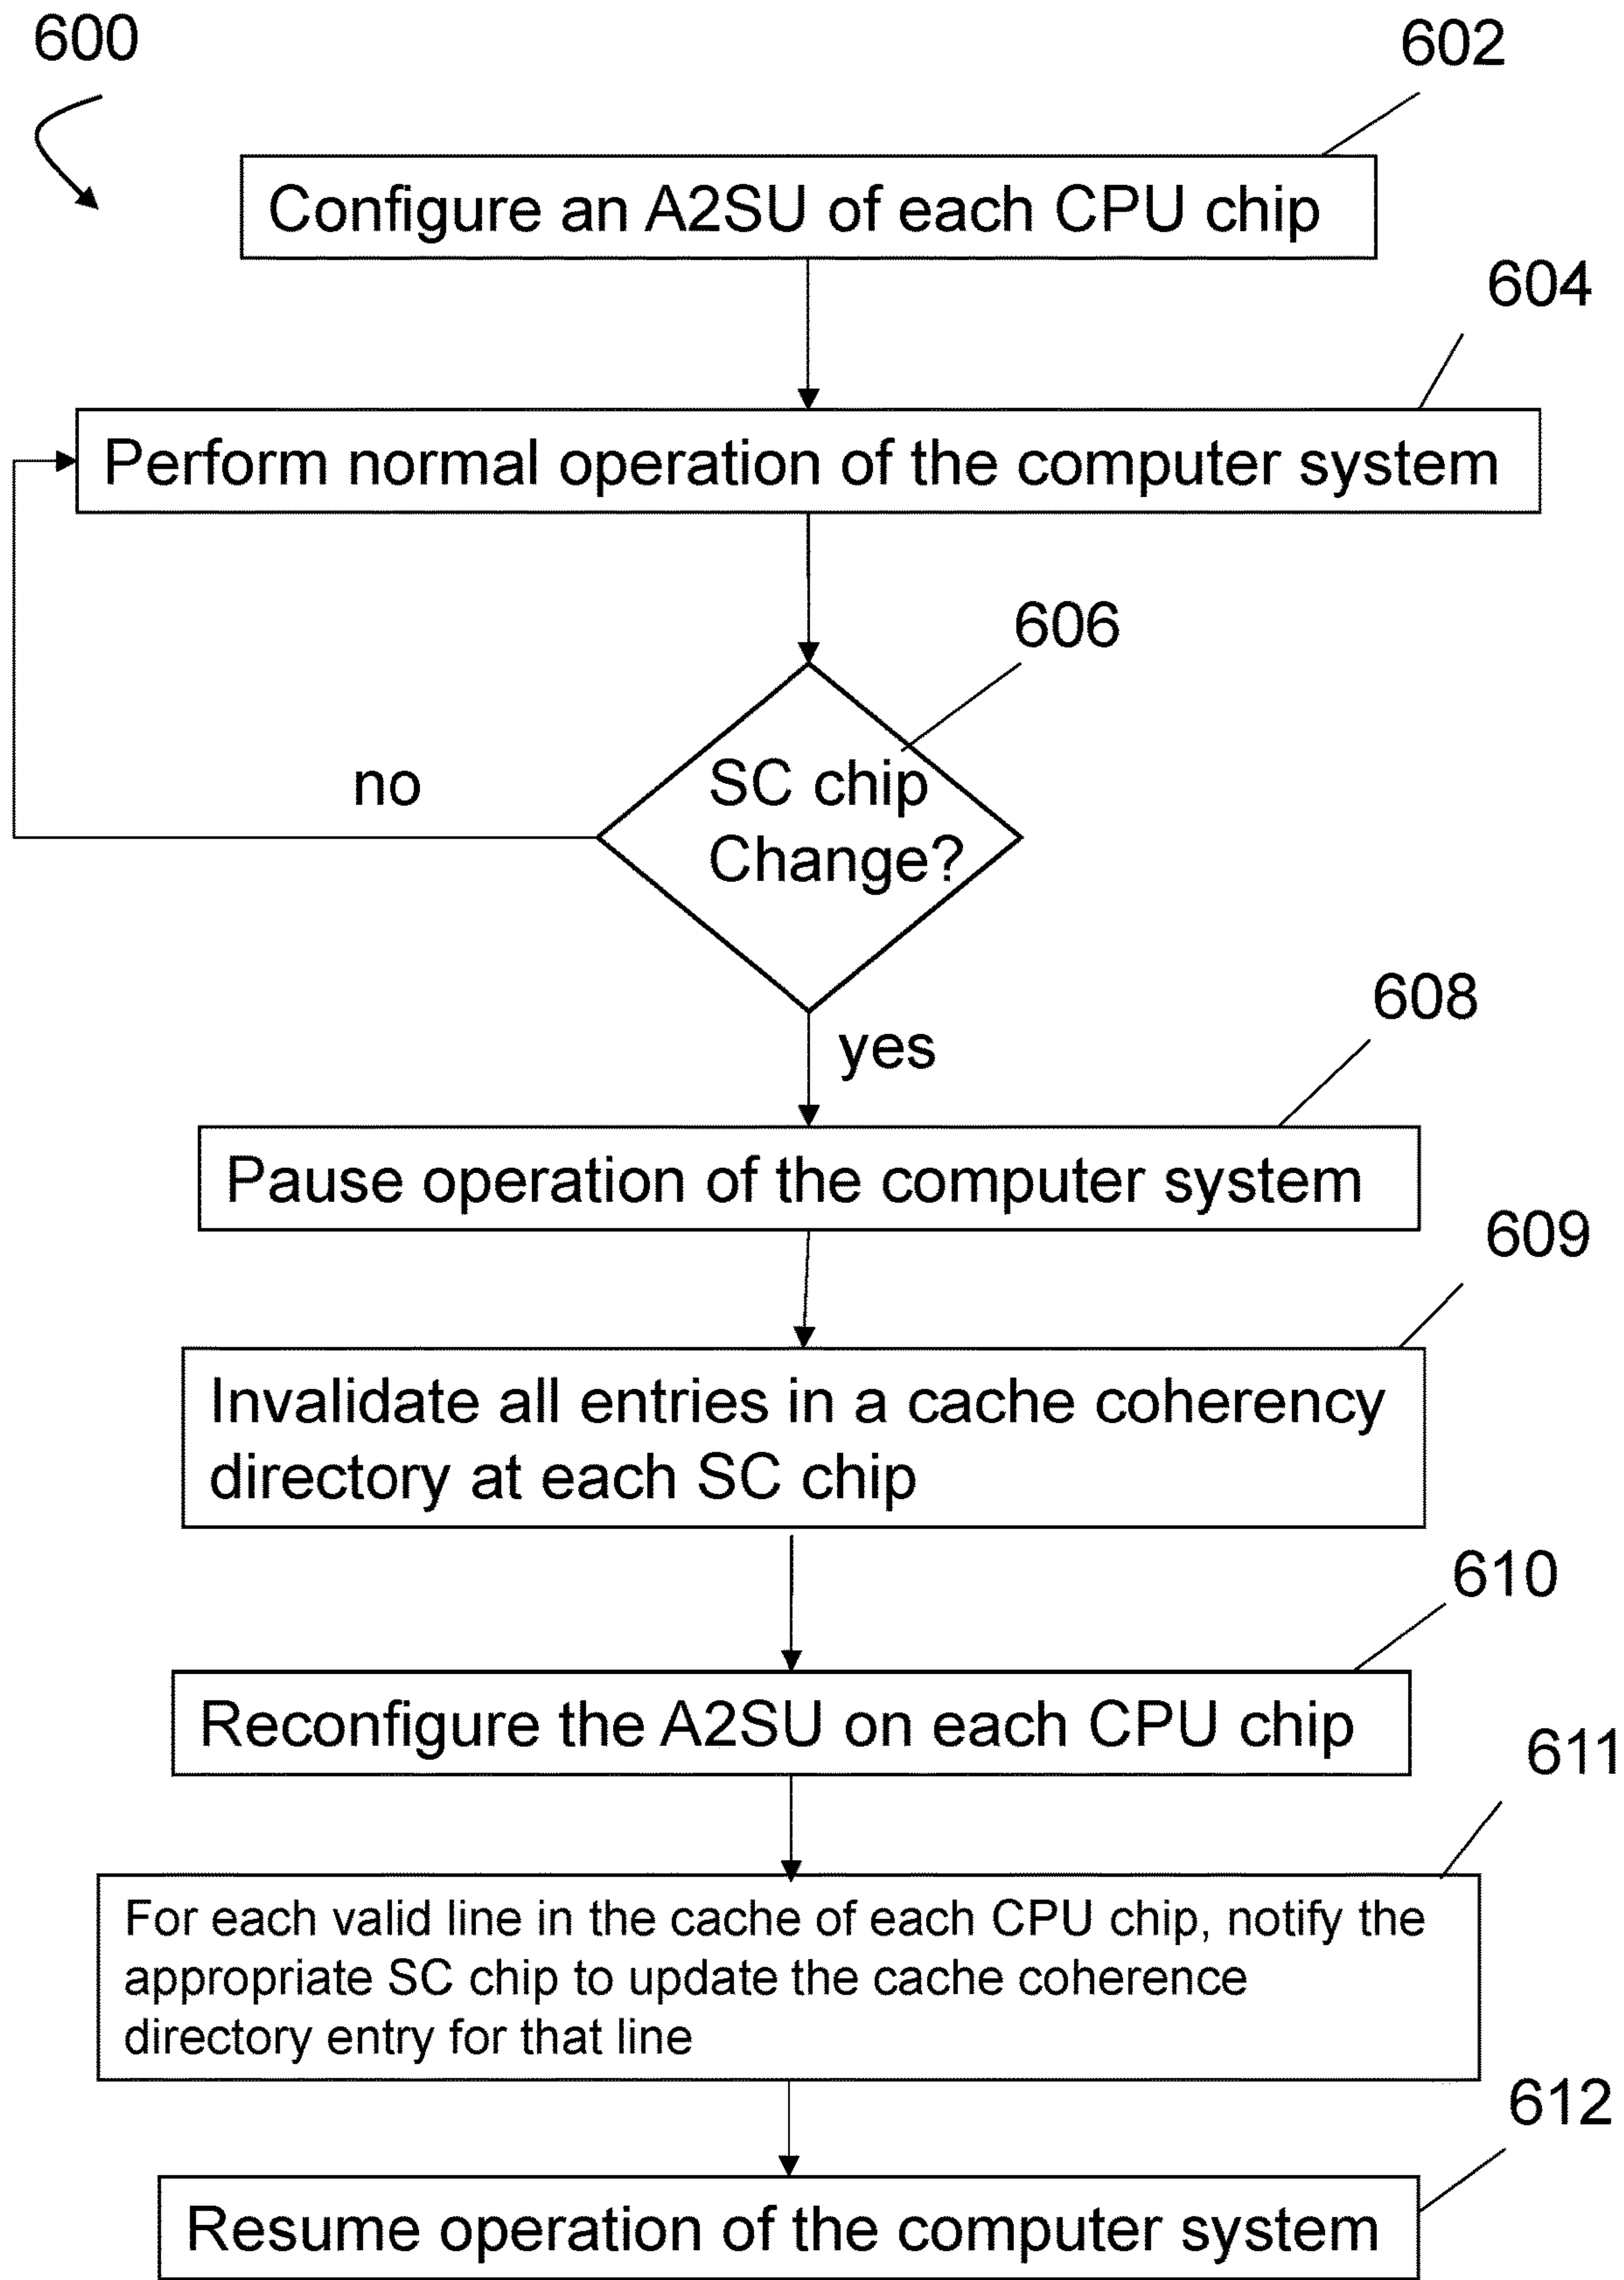 600
602
Configure an A2SU of each CPU chip
604
Perform normal operation of the computer system
606
SC chip
Change?
no
yes
608
Pause operation of the computer system
609
Invalidate all entries in a cache coherency
directory at each SC chip
610
Reconfigure the A2SU on each CPU chip
611
For each valid line in the cache of each CPU chip, notify the
appropriate SC chip to update the cache coherence
directory entry for that line
612
Resume operation of the computer system